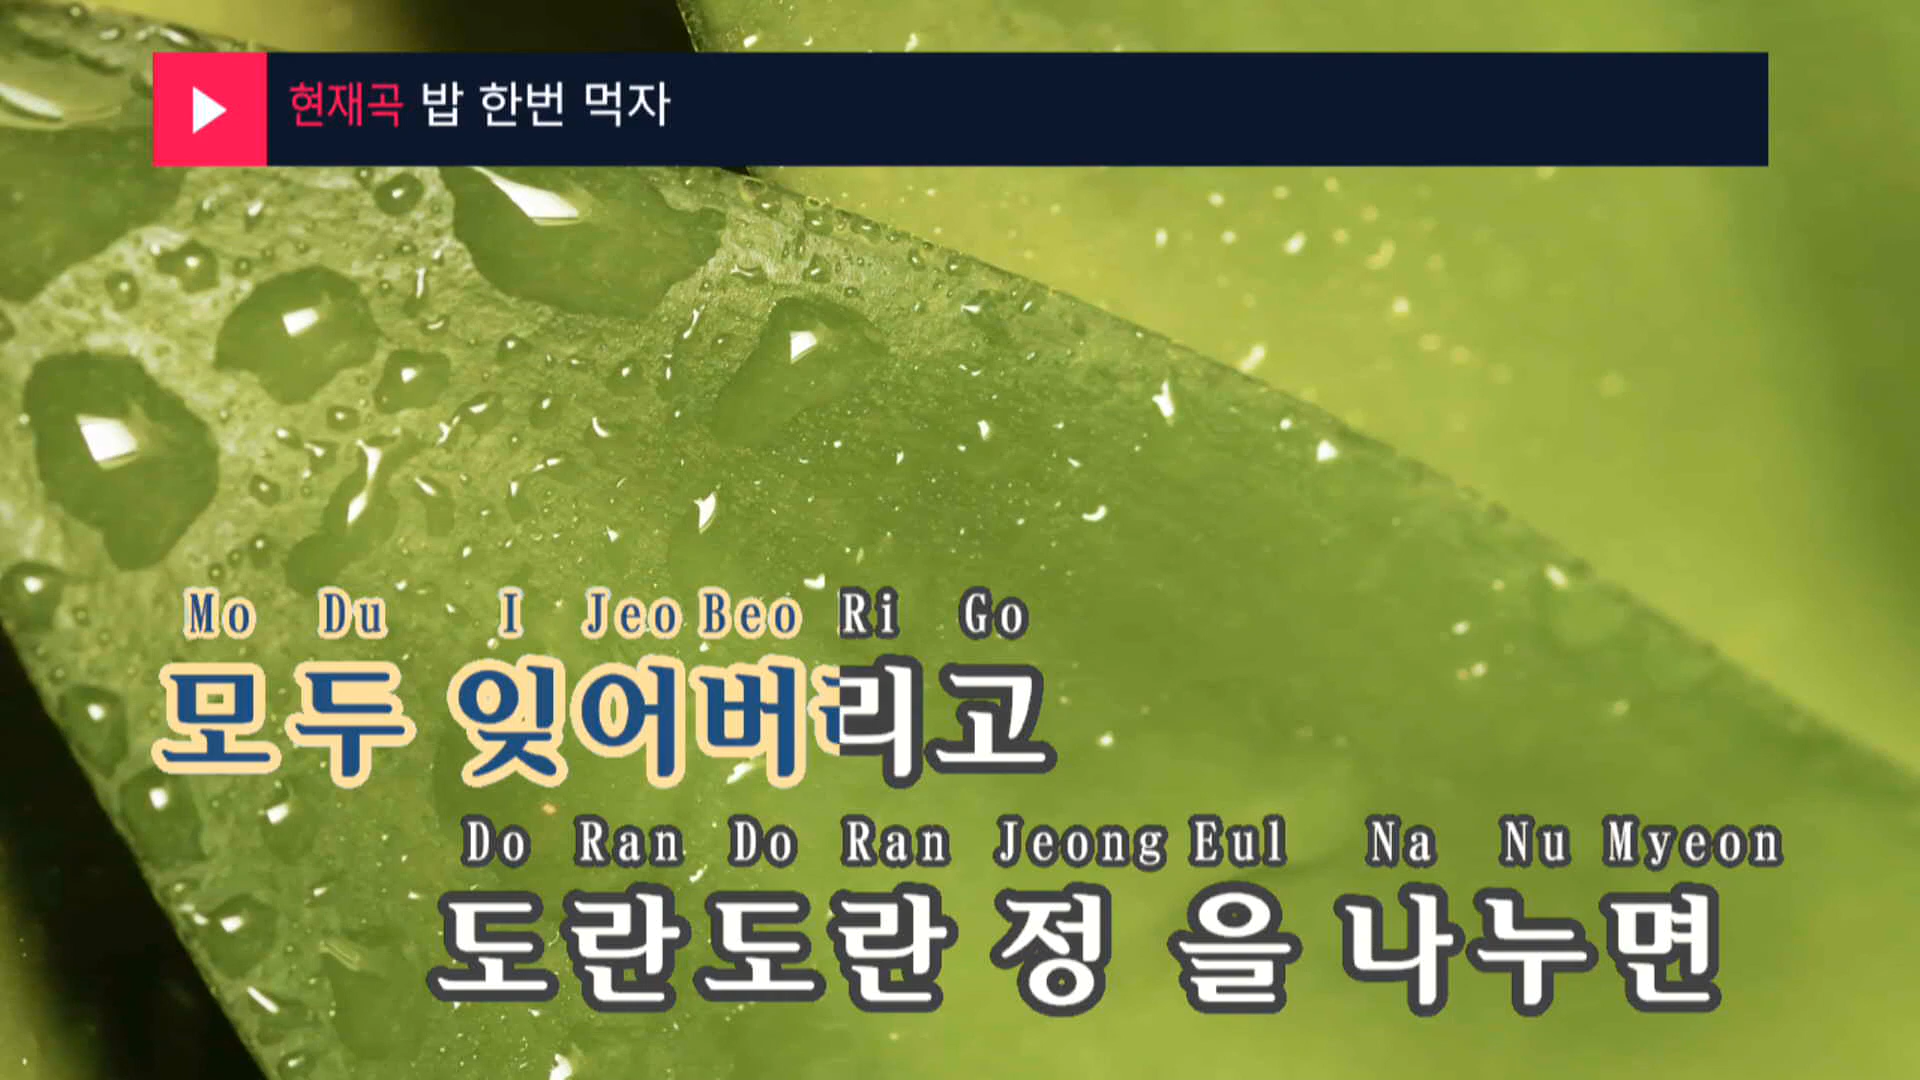 현재곡 밥 한번 먹자
Mo Du I Jeo Beo Ri Go
모두 잊어버리고
Do Ran Do Ran Jeong Eul Na Nu Myeon
도란도란 정 을 나누면